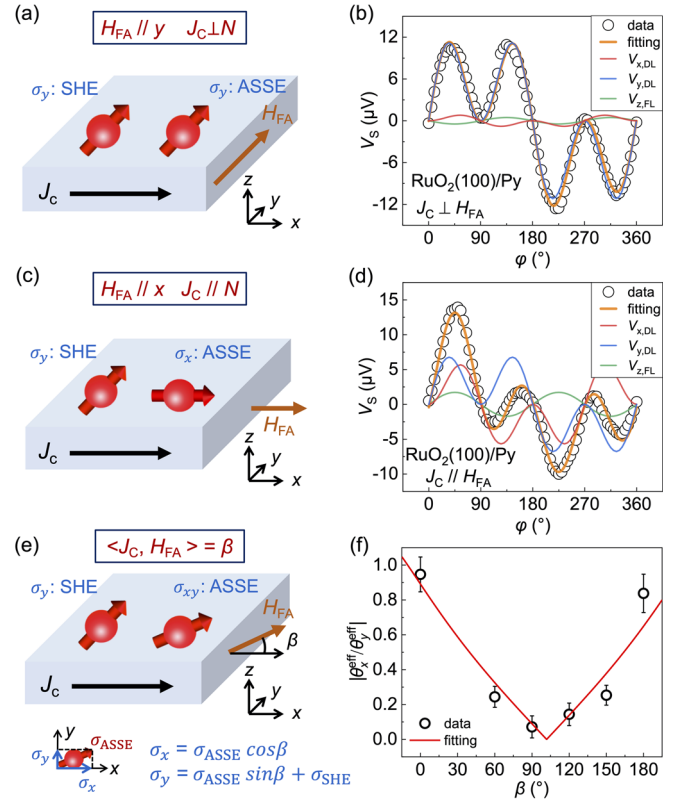 (a)
H_FA // y J_C⊥N
σ_y: SHE
σ_y: ASSE
H_FA
J_c
z
y
x
(b)
12
6
0
-6
-12
V_S (μV)
data
fitting
V_x,DL
V_y,DL
V_z,FL
RuO₂(100)/Py
J_C ⊥ H_FA
0 90 180 270 360
φ (°)
(c)
H_FA // x J_C // N
σ_y: SHE
σ_x: ASSE
H_FA
J_c
z
y
x
(d)
15
10
5
0
-5
-10
V_S (μV)
data
fitting
V_x,DL
V_y,DL
V_z,FL
RuO₂(100)/Py
J_C // H_FA
0 90 180 270 360
φ (°)
(e)
<J_C, H_FA > = β
σ_y: SHE
σ_xy: ASSE
H_FA
β
J_c
z
y
x
y
σ_ASSE
σ_y
x
σ_x
σ_x = σ_ASSE cosβ
σ_y = σ_ASSE sinβ + σ_SHE
(f)
1.0
0.8
0.6
0.4
0.2
0.0
|θ_x^eff/θ_y^eff|
data
fitting
0 30 60 90 120 150 180
β (°)